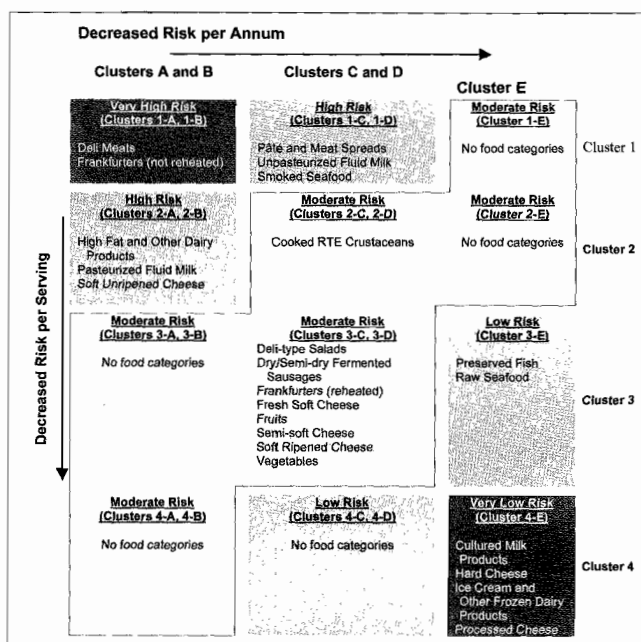 Decreased Risk per Annum
Clusters A and B
Clusters C and D
Cluster E
Very High Risk
(Clusters 1-A, 1-B)
Deli Meats
Frankfurters (not reheated)
High Risk
(Clusters 1-C, 1-D)
Pâté and Meat Spreads
Unpasteurized Fluid Milk
Smoked Seafood
Moderate Risk
(Cluster 1-E)
No food categories
Cluster 1
High Risk
(Clusters 2-A, 2-B)
High Fat and Other Dairy
Products
Pasteurized Fluid Milk
Soft Unripened Cheese
Moderate Risk
(Clusters 2-C, 2-D)
Cooked RTE Crustaceans
Moderate Risk
(Cluster 2-E)
No food categories
Cluster 2
Decreased Risk per Serving
Moderate Risk
(Clusters 3-A, 3-B)
No food categories
Moderate Risk
(Clusters 3-C, 3-D)
Deli-type Salads
Dry/Semi-dry Fermented
Sausages
Frankfurters (reheated)
Fresh Soft Cheese
Fruits
Semi-soft Cheese
Soft Ripened Cheese
Vegetables
Low Risk
(Cluster 3-E)
Preserved Fish
Raw Seafood
Cluster 3
Moderate Risk
(Clusters 4-A, 4-B)
No food categories
Low Risk
(Clusters 4-C, 4-D)
No food categories
Very Low Risk
(Cluster 4-E)
Cultured Milk
Products
Hard Cheese
Ice Cream and
Other Frozen Dairy
Products
Processed Cheese
Cluster 4